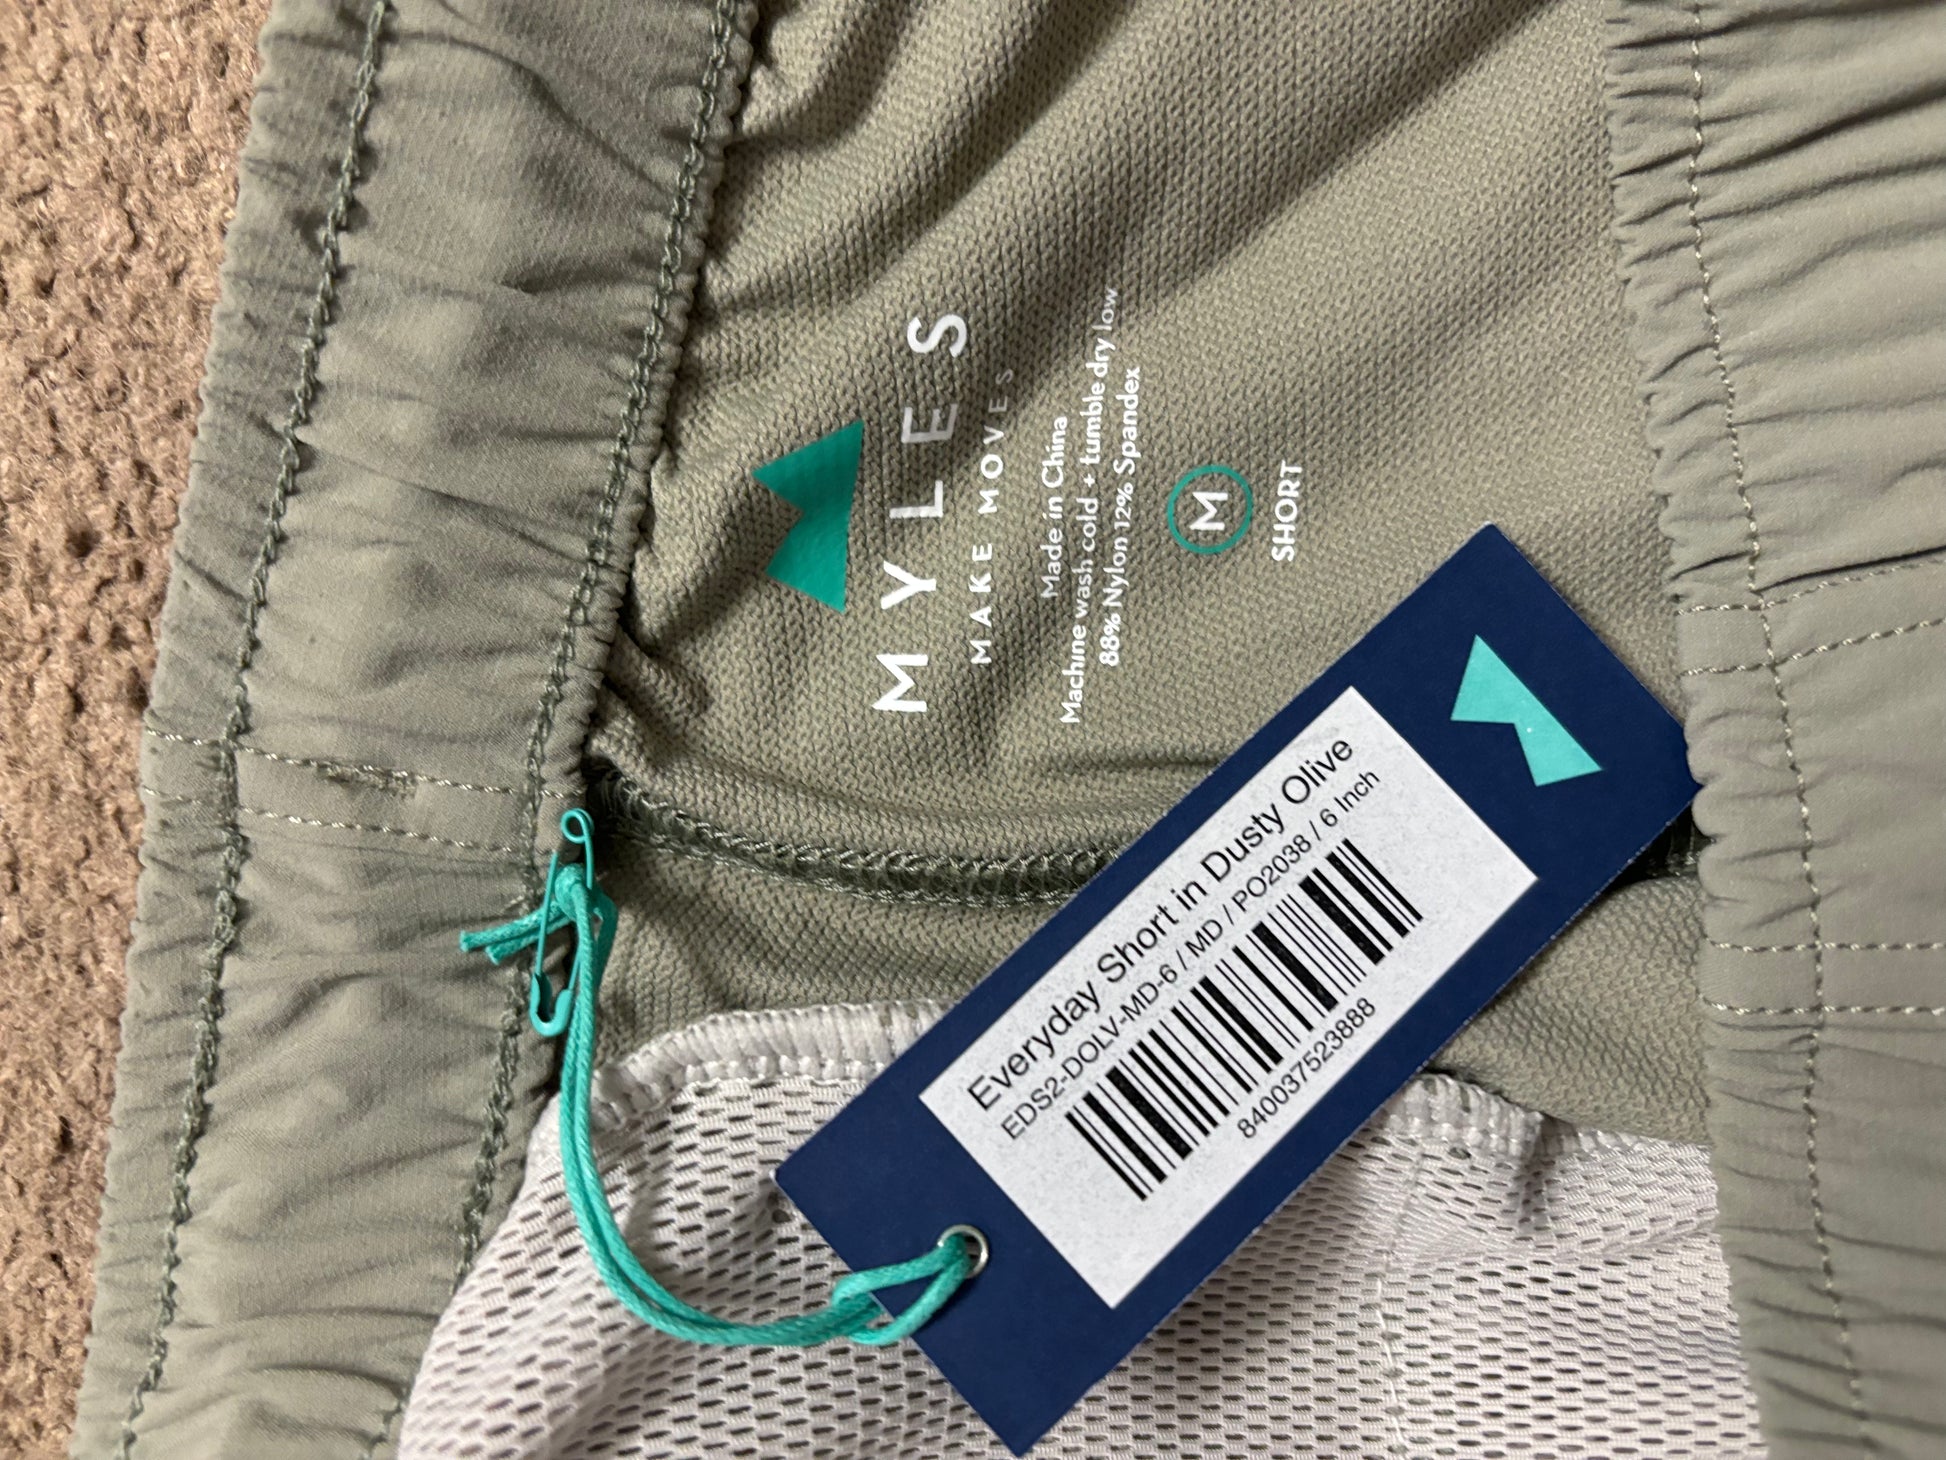 MYLES
MAKE MOVES
Made in China
Machine wash cold + tumble dry low
88% Nylon 12% Spandex
M
SHORT
Everyday Short in Dusty Olive
EDS2-DOLV-MD-6 / MD / PO2038 / 6 Inch
840037523888